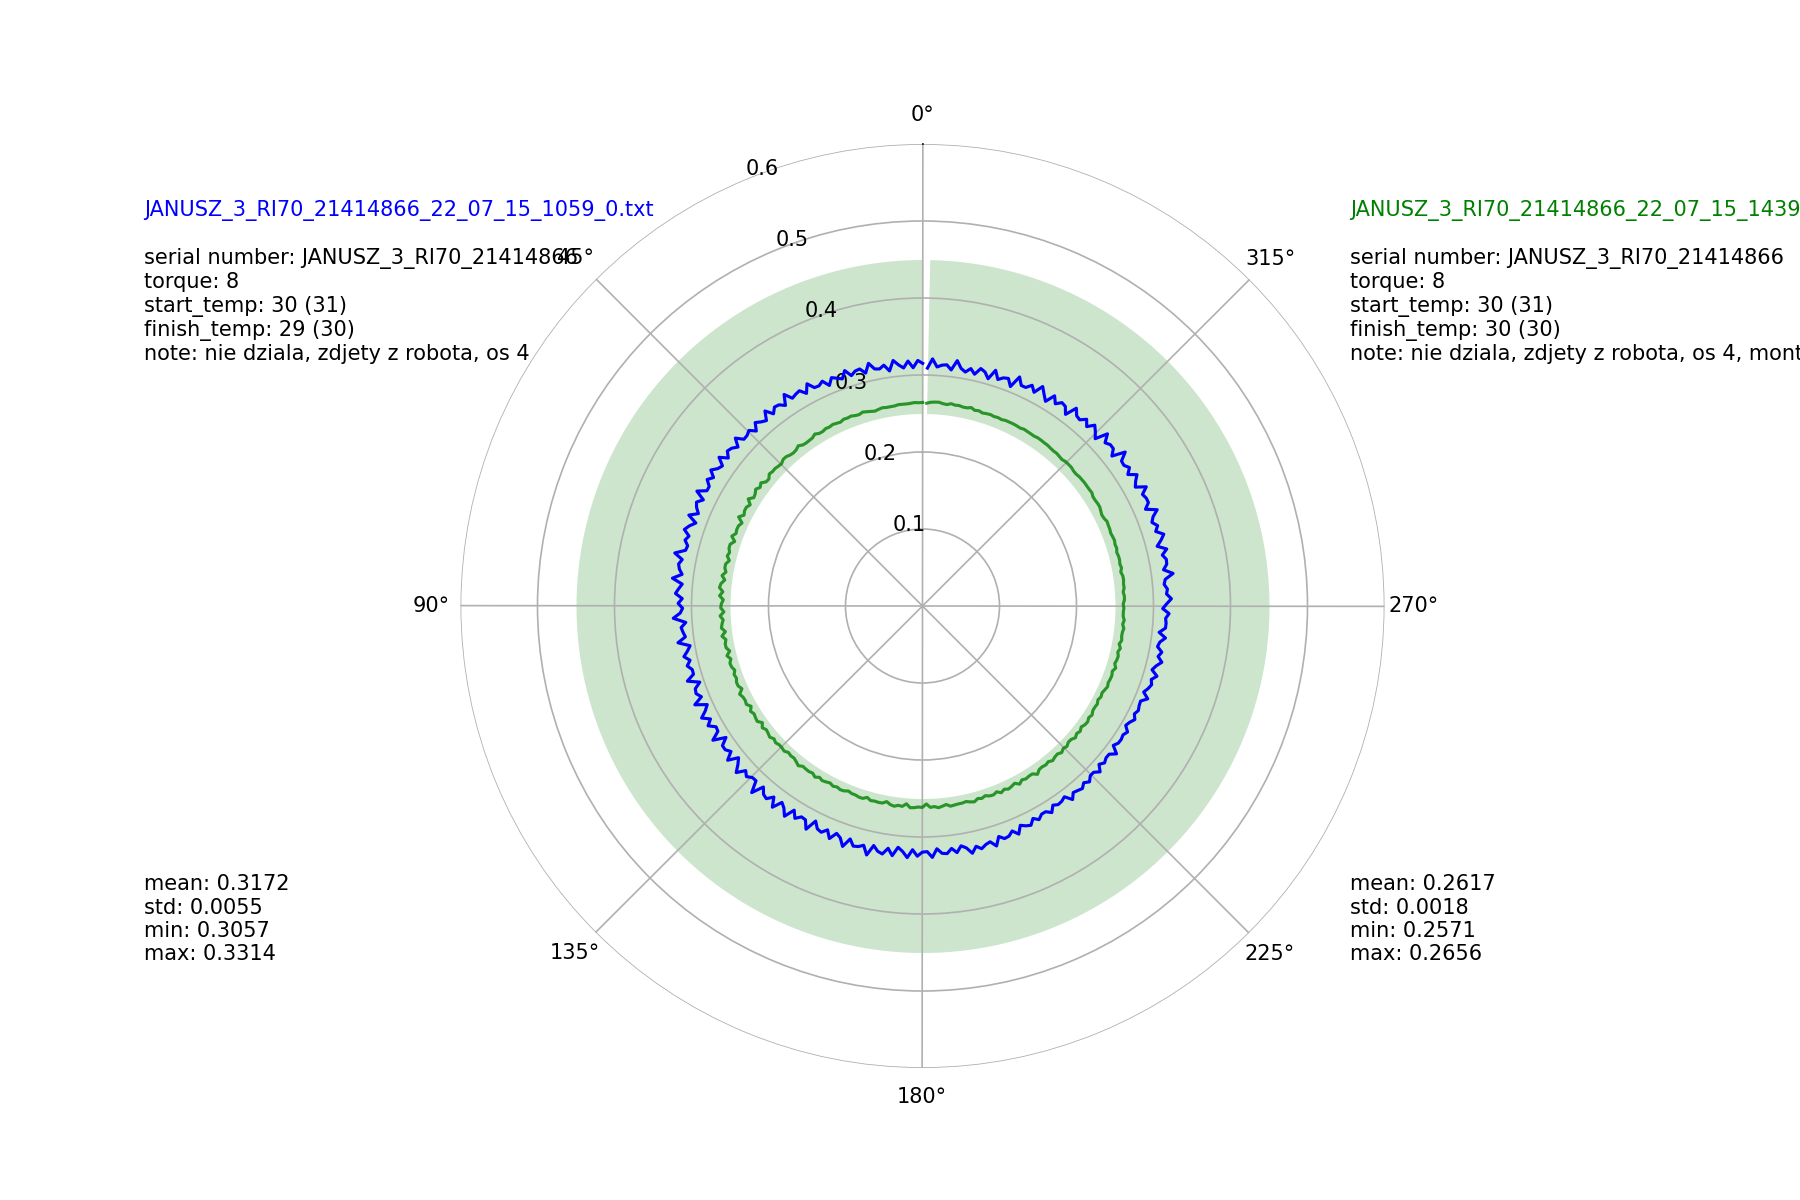 0°
0.6
JANUSZ_3_RI70_21414866_22_07_15_1059_0.txt
JANUSZ_3_RI70_21414866_22_07_15_1439
0.5
serial number: JANUSZ_3_RI70_21414866
45°
315°
serial number: JANUSZ_3_RI70_21414866
torque: 8
torque: 8
start_temp: 30 (31)
start_temp: 30 (31)
0.4
finish_temp: 29 (30)
finish_temp: 30 (30)
note: nie dziala, zdjety z robota, os 4
note: nie dziala, zdjety z robota, os 4, mont
0.3
0.2
0.1
90°
270°
mean: 0.3172
std: 0.0055
min: 0.3057
max: 0.3314
mean: 0.2617
std: 0.0018
min: 0.2571
max: 0.2656
135°
225°
180°